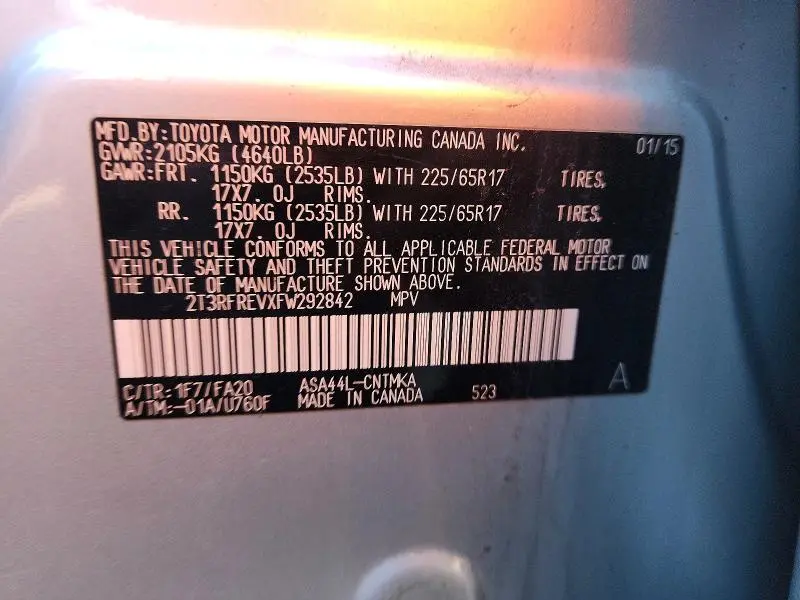 MFD.BY:TOYOTA MOTOR MANUFACTURING CANADA INC. 01/15
GVWR:2105KG (4640LB)
GAWR:FRT. 1150KG (2535LB) WITH 225/65R17 TIRES,
17X7.0J RIMS.
RR. 1150KG (2535LB) WITH 225/65R17 TIRES,
17X7.0J RIMS.
THIS VEHICLE CONFORMS TO ALL APPLICABLE FEDERAL MOTOR
VEHICLE SAFETY AND THEFT PREVENTION STANDARDS IN EFFECT ON
THE DATE OF MANUFACTURE SHOWN ABOVE.
2T3RFREVXFW292842 MPV
C/TR:1F7/FA20 ASA44L-CNTMKA A
A/TM:-01A/U760F MADE IN CANADA 523